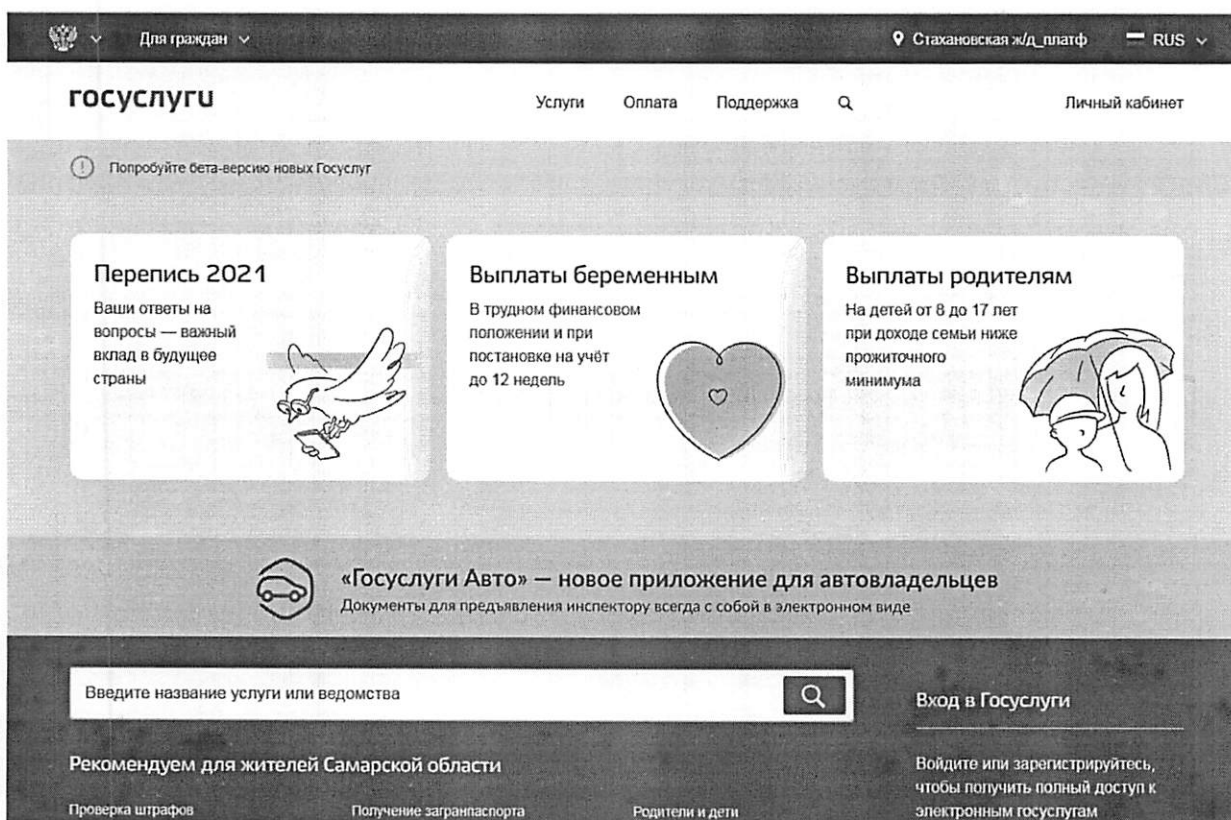 Для граждан
Стахановская ж/д_платф
RUS
госуслуги
Услуги Оплата Поддержка
Личный кабинет
Попробуйте бета-версию новых Госуслуг
Перепись 2021
Ваши ответы на
вопросы — важный
вклад в будущее
страны
Выплаты беременным
В трудном финансовом
положении и при
постановке на учёт
до 12 недель
Выплаты родителям
На детей от 8 до 17 лет
при доходе семьи ниже
прожиточного
минимума
«Госуслуги Авто» — новое приложение для автовладельцев
Документы для предъявления инспектору всегда с собой в электронном виде
Введите название услуги или ведомства
Рекомендуем для жителей Самарской области
Проверка штрафов
Получение загранпаспорта
Родители и дети
Вход в Госуслуги
Войдите или зарегистрируйтесь,
чтобы получить полный доступ к
электронным госуслугам